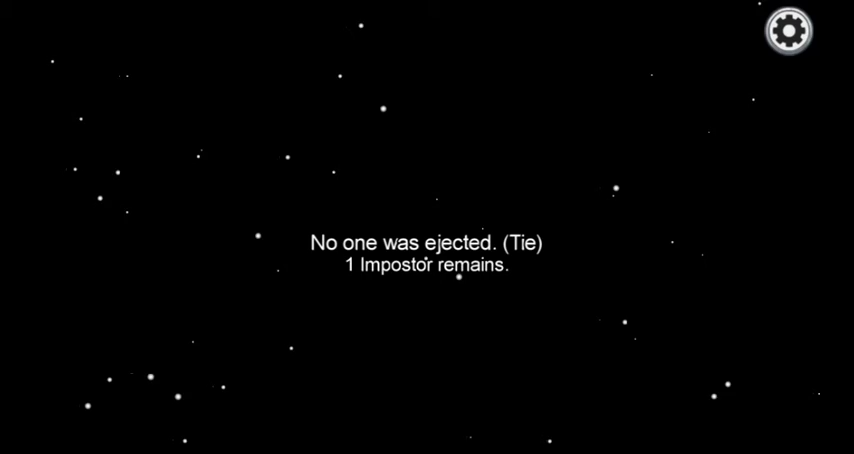 No one was ejected. (Tie)
1 Impostor remains.